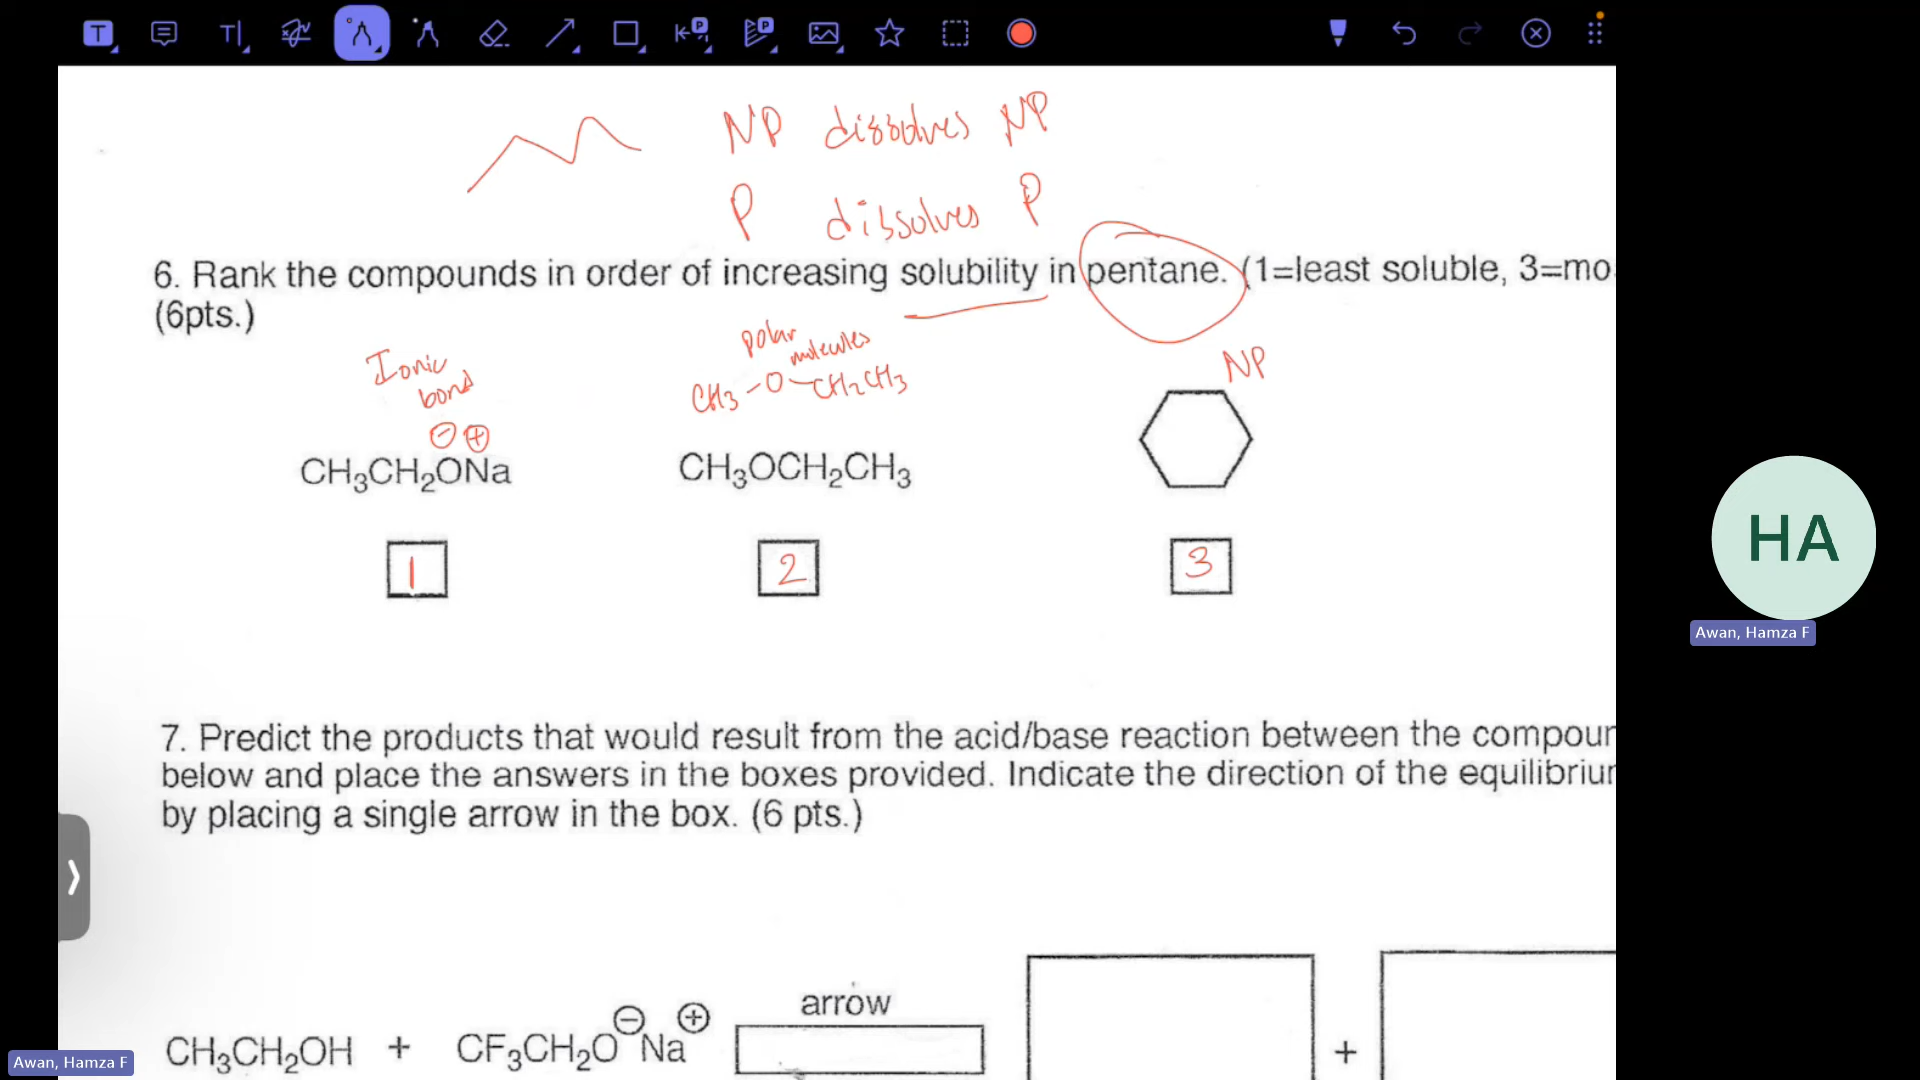 NP dissolves NP
P dissolves P
6. Rank the compounds in order of increasing solubility in pentane. (1=least soluble, 3=mo
(6pts.)
Ionic bond
polar molecules
NP
CH3-O-CH2CH3
⊖ ⊕
CH3CH2ONa CH3OCH2CH3
1 2 3
7. Predict the products that would result from the acid/base reaction between the compour
below and place the answers in the boxes provided. Indicate the direction of the equilibriur
by placing a single arrow in the box. (6 pts.)
arrow
CH3CH2OH + CF3CH2O⊖Na⊕ +
HA
Awan, Hamza F
Awan, Hamza F